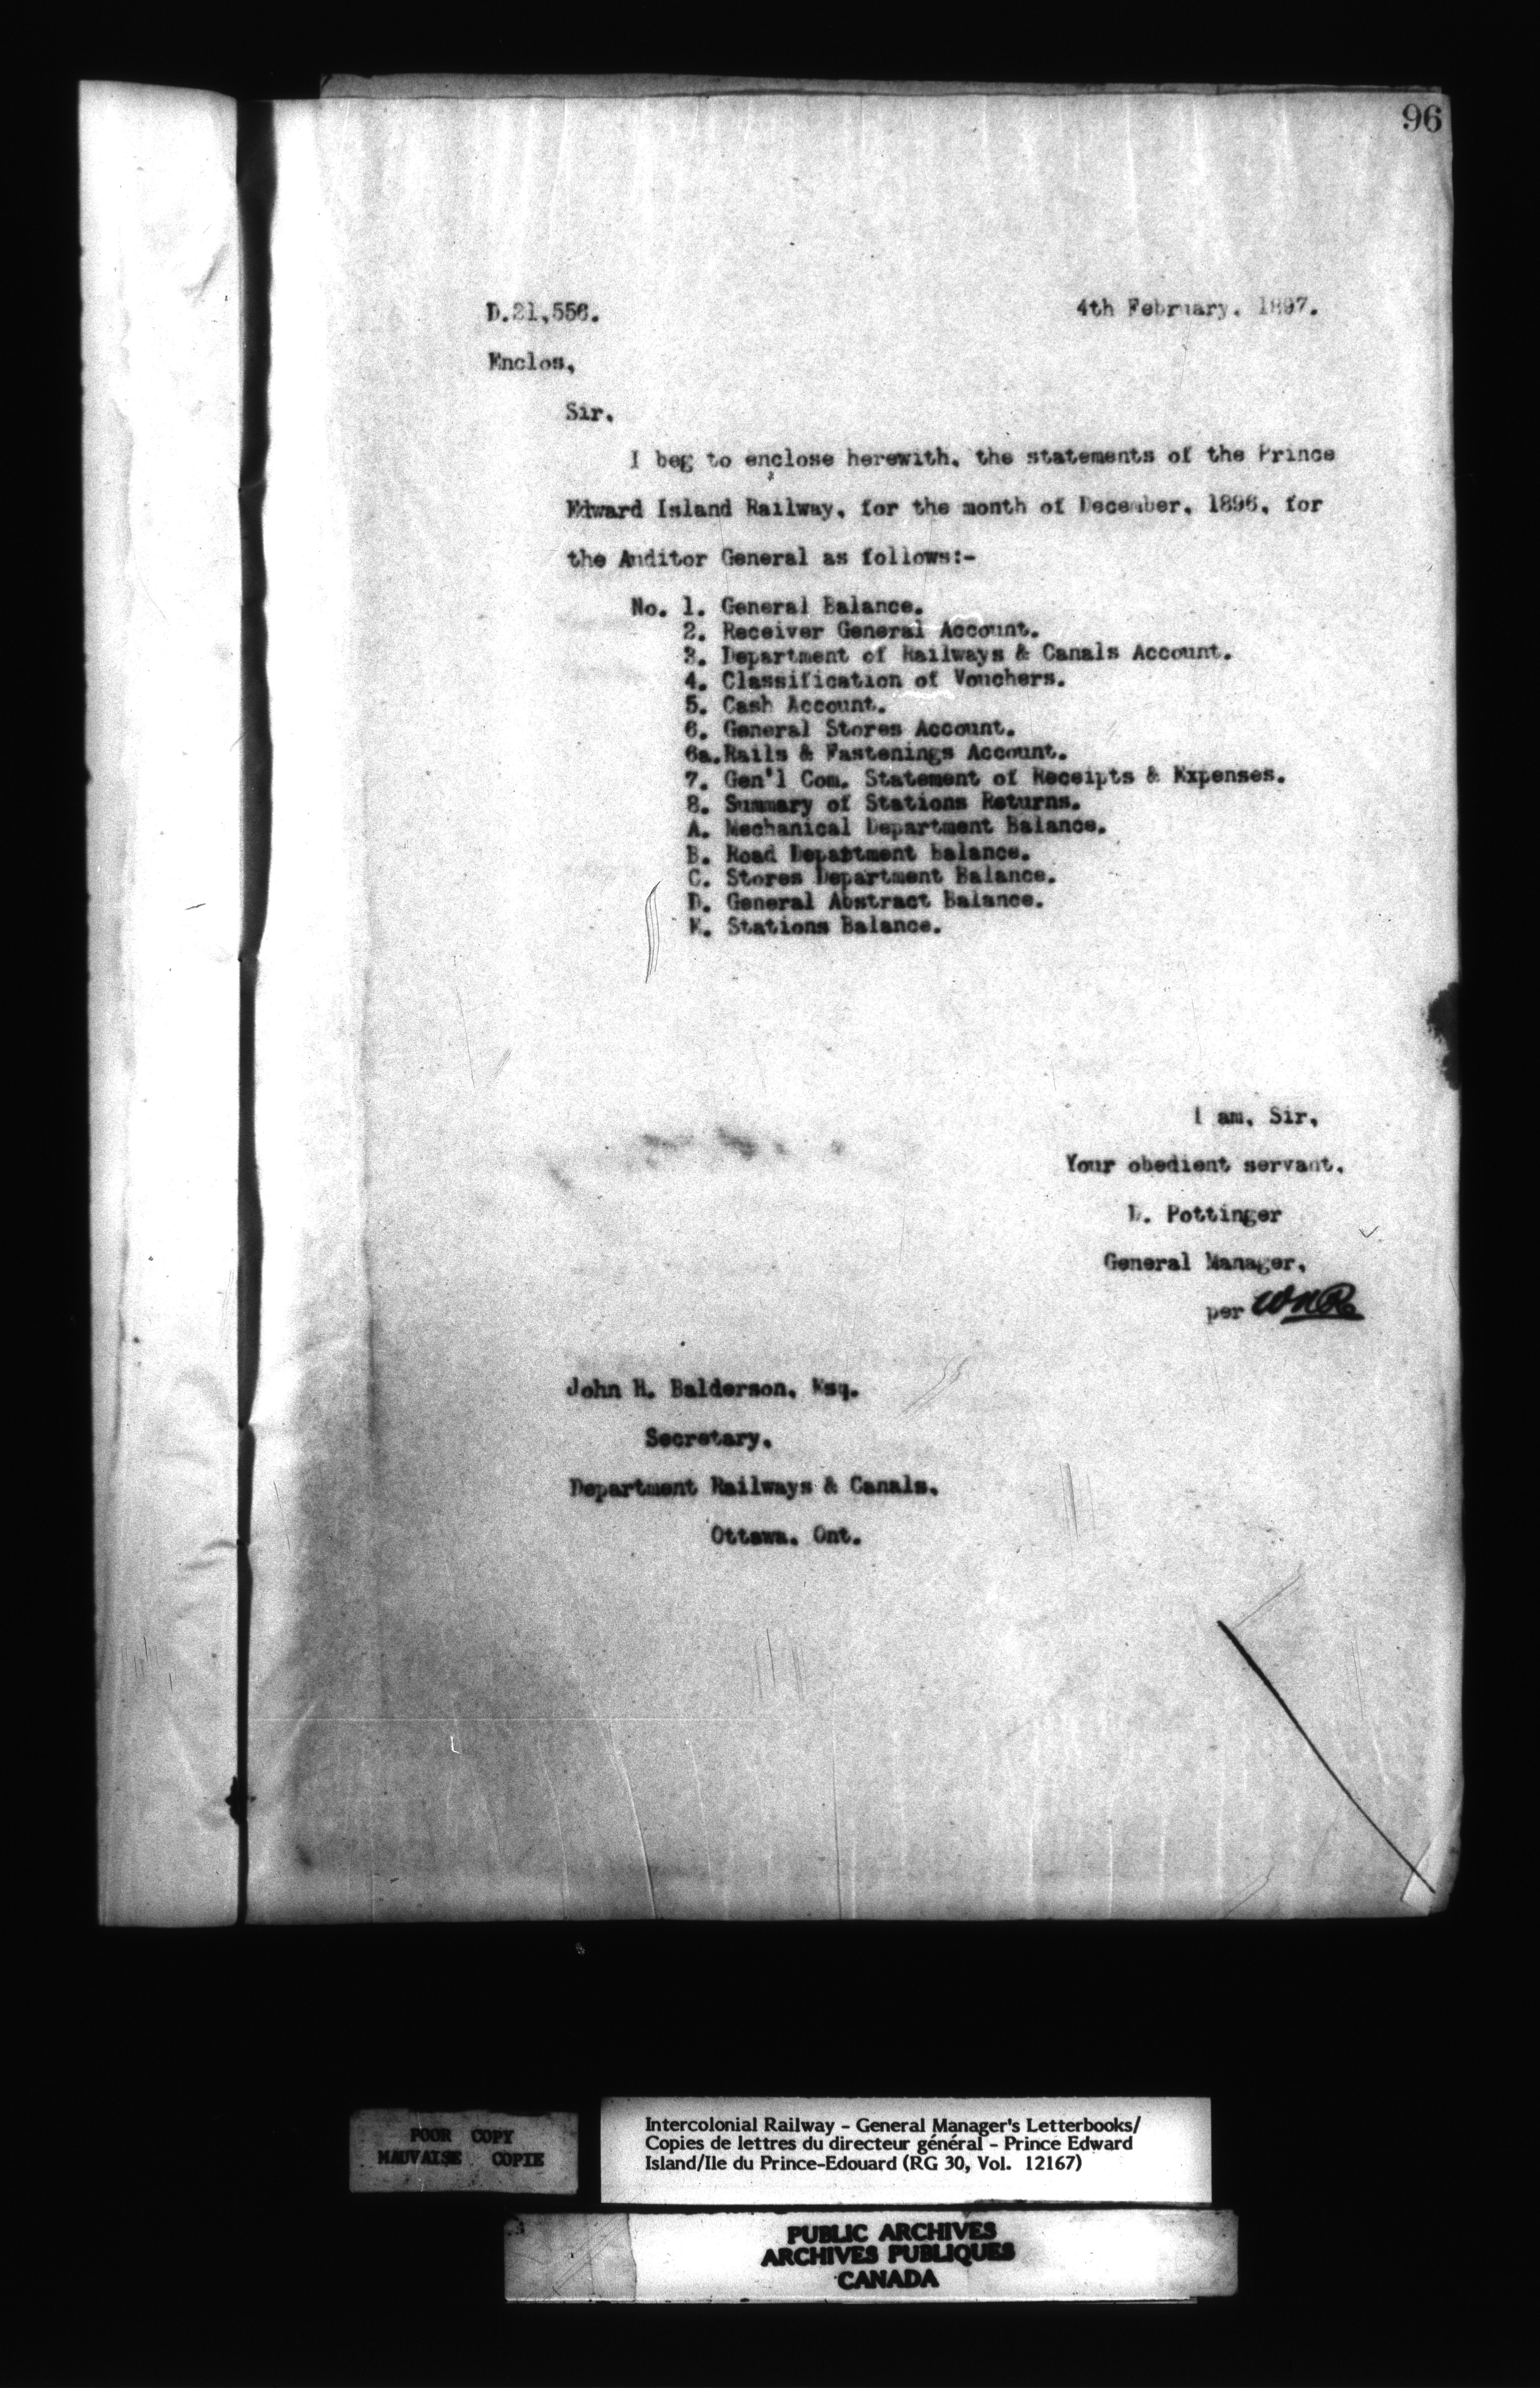 96
D.21,556.
4th February. 1897.
Enclos,
Sir,
I beg to enclose herewith, the statements of the Prince
Edward Island Railway, for the month of December, 1896, for
the Auditor General as follows:-
No. 1. General Balance.
2. Receiver General Account.
3. Department of Railways & Canals Account.
4. Classification of Vouchers.
5. Cash Account.
6. General Stores Account.
6a. Rails & Fastenings Account.
7. Gen'l Com. Statement of Receipts & Expenses.
8. Summary of Stations Returns.
A. Mechanical Department Balance.
B. Road Department Balance.
C. Stores Department Balance.
D. General Abstract Balance.
E. Stations Balance.
I am, Sir,
Your obedient servant,
D. Pottinger
General Manager,
per WNR
John H. Balderson, Esq.
Secretary,
Department Railways & Canals,
Ottawa. Ont.
POOR COPY
MAUVAISE COPIE
Intercolonial Railway - General Manager's Letterbooks/
Copies de lettres du directeur général - Prince Edward
Island/Ile du Prince-Edouard (RG 30, Vol. 12167)
PUBLIC ARCHIVES
ARCHIVES PUBLIQUES
CANADA